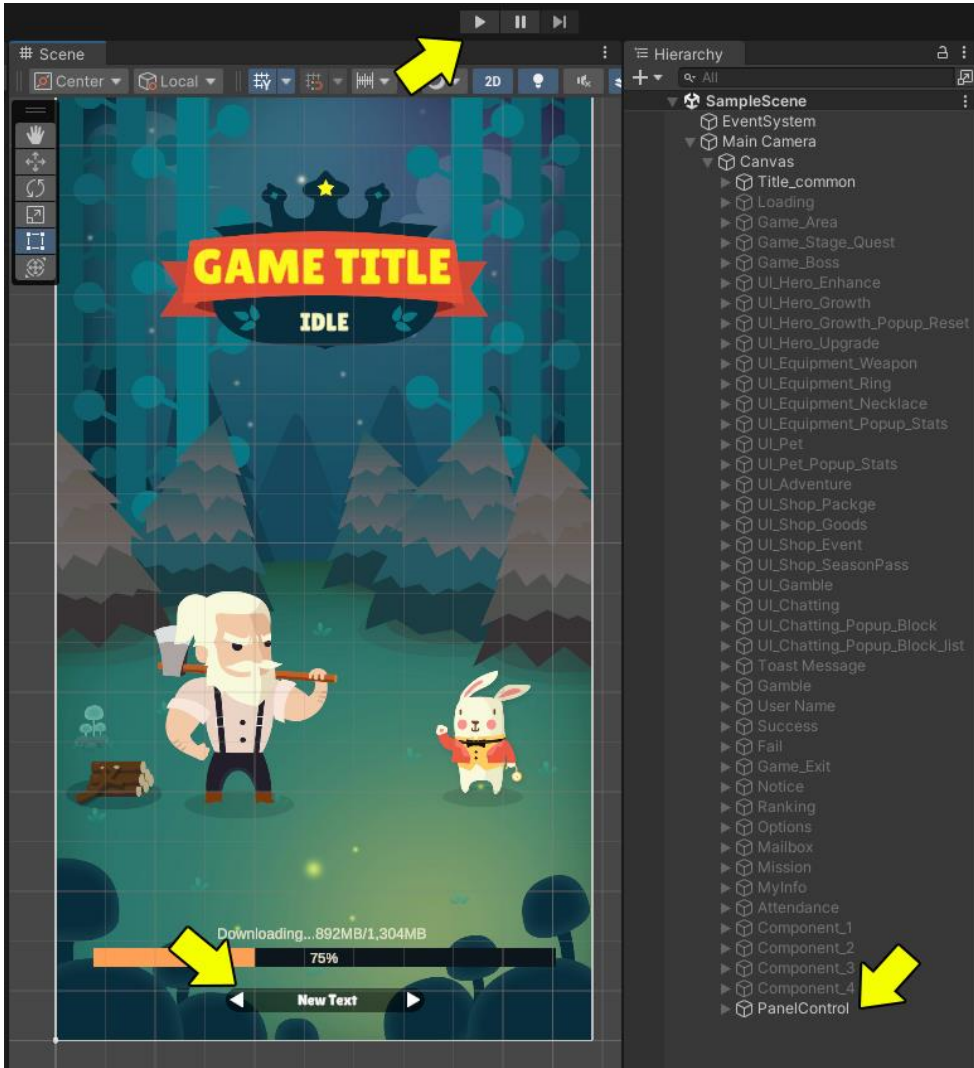 Scene
Center
Local
2D
GAME TITLE
IDLE
Downloading...892MB/1,304MB
75%
New Text
Hierarchy
All
SampleScene
EventSystem
Main Camera
Canvas
Title_common
Loading
Game_Area
Game_Stage_Quest
Game_Boss
UI_Hero_Enhance
UI_Hero_Growth
UI_Hero_Growth_Popup_Reset
UI_Hero_Upgrade
UI_Equipment_Weapon
UI_Equipment_Ring
UI_Equipment_Necklace
UI_Equipment_Popup_Stats
UI_Pet
UI_Pet_Popup_Stats
UI_Adventure
UI_Shop_Packge
UI_Shop_Goods
UI_Shop_Event
UI_Shop_SeasonPass
UI_Gamble
UI_Chatting
UI_Chatting_Popup_Block
UI_Chatting_Popup_Block_list
Toast Message
Gamble
User Name
Success
Fail
Game_Exit
Notice
Ranking
Options
Mailbox
Mission
MyInfo
Attendance
Component_1
Component_2
Component_3
Component_4
PanelControl